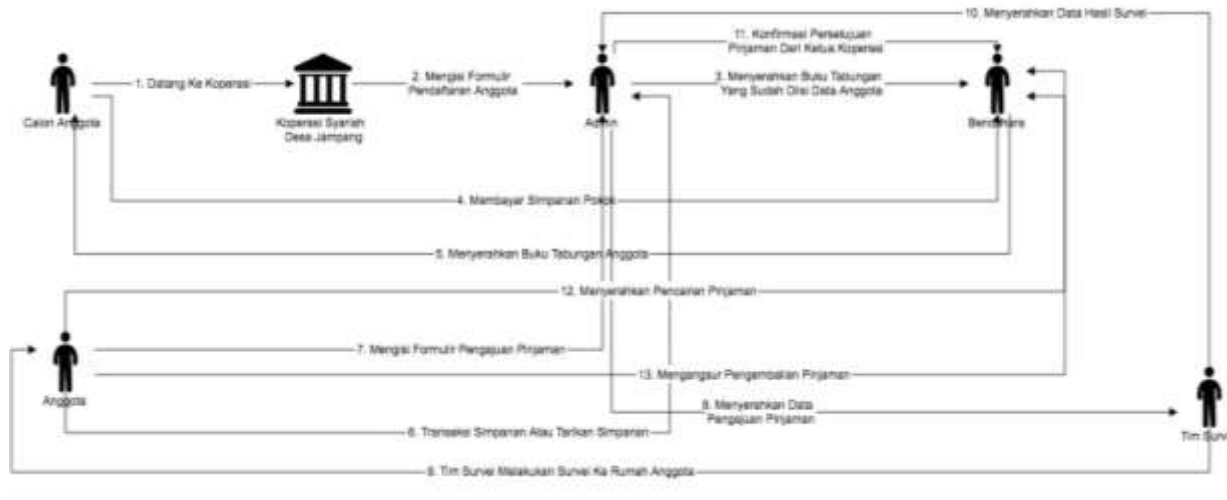 10. Menyerahkan Data Hasil Survei
11. Konfirmasi Persetujuan
Pinjaman Dari Ketua Koperasi
1. Datang Ke Koperasi
2. Mengisi Formulir
Pendaftaran Anggota
3. Menyerahkan Buku Tabungan
Yang Sudah Diisi Data Anggota
Calon Anggota
Koperasi Syariah
Desa Jampang
Admin
Bendahara
4. Membayar Simpanan Pokok
5. Menyerahkan Buku Tabungan Anggota
12. Menyerahkan Pencairan Pinjaman
7. Mengisi Formulir Pengajuan Pinjaman
13. Mengangsur Pengembalian Pinjaman
Anggota
8. Menyerahkan Data
Pengajuan Pinjaman
6. Transaksi Simpanan Atau Tarikan Simpanan
Tim Survei
9. Tim Survei Melakukan Survei Ke Rumah Anggota